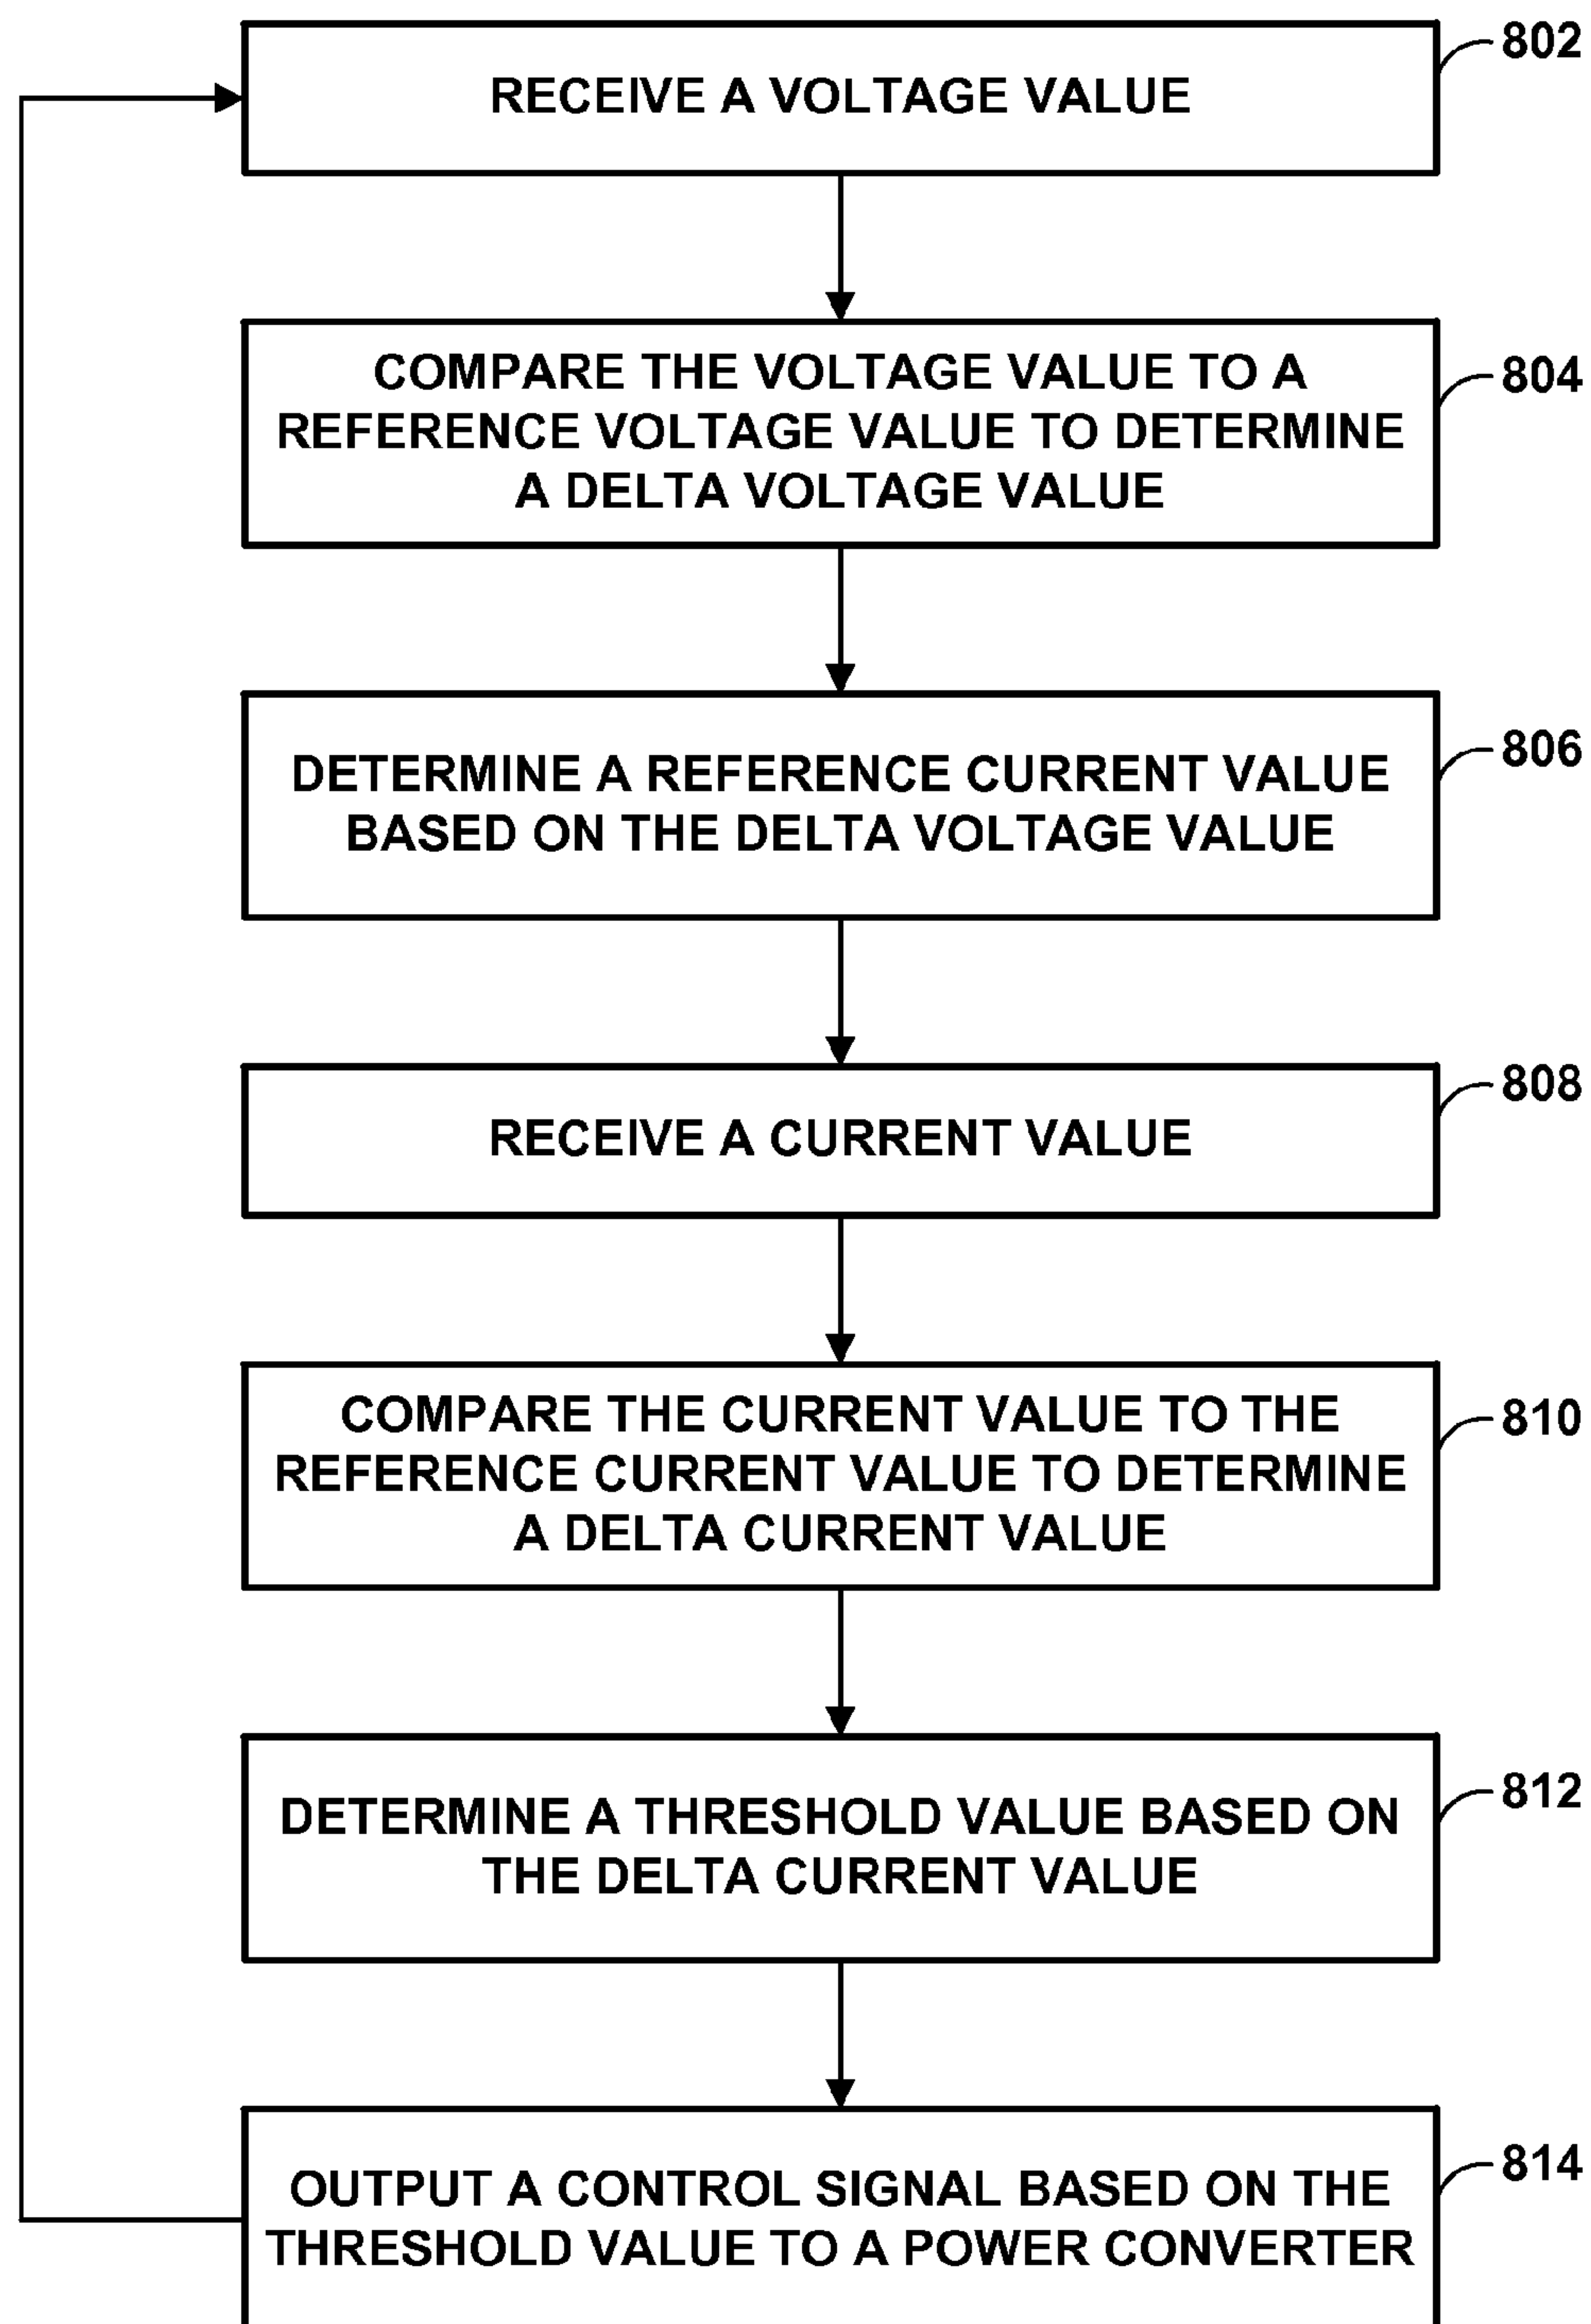 RECEIVE A VOLTAGE VALUE
802
COMPARE THE VOLTAGE VALUE TO A
REFERENCE VOLTAGE VALUE TO DETERMINE
A DELTA VOLTAGE VALUE
804
DETERMINE A REFERENCE CURRENT VALUE
BASED ON THE DELTA VOLTAGE VALUE
806
RECEIVE A CURRENT VALUE
808
COMPARE THE CURRENT VALUE TO THE
REFERENCE CURRENT VALUE TO DETERMINE
A DELTA CURRENT VALUE
810
DETERMINE A THRESHOLD VALUE BASED ON
THE DELTA CURRENT VALUE
812
OUTPUT A CONTROL SIGNAL BASED ON THE
THRESHOLD VALUE TO A POWER CONVERTER
814